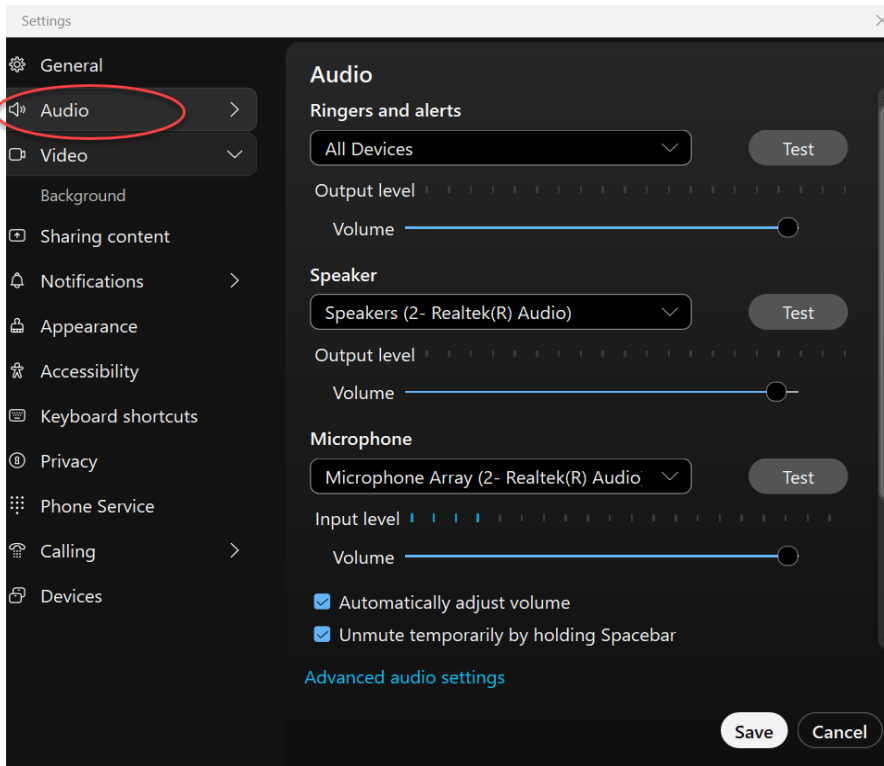 Settings
General
Audio
Video
Background
Sharing content
Notifications
Appearance
Accessibility
Keyboard shortcuts
Privacy
Phone Service
Calling
Devices
Audio
Ringers and alerts
All Devices
Test
Output level
Volume
Speaker
Speakers (2- Realtek(R) Audio)
Test
Output level
Volume
Microphone
Microphone Array (2- Realtek(R) Audio
Test
Input level
Volume
Automatically adjust volume
Unmute temporarily by holding Spacebar
Advanced audio settings
Save
Cancel